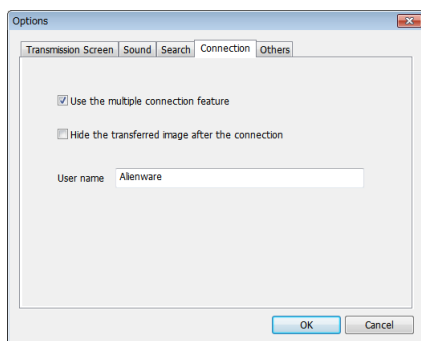 Options
Transmission Screen Sound Search Connection Others
Use the multiple connection feature
Hide the transferred image after the connection
User name Alienware
OK Cancel